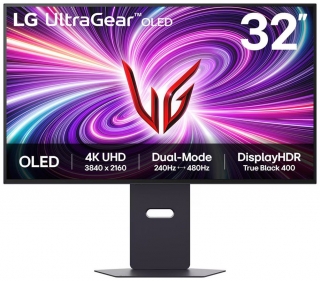 LG UltraGear™ OLED
32”
OLED
4K UHD
3840 x 2160
Dual-Mode
240Hz ↔ 480Hz
DisplayHDR
True Black 400